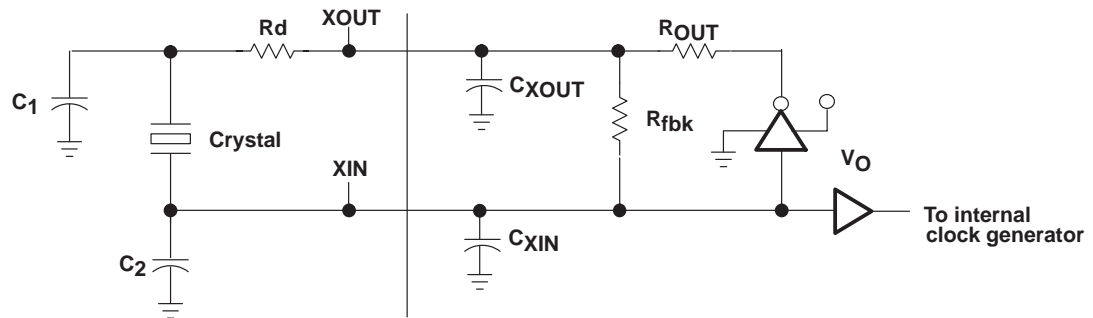 XOUT
Rd
ROUT
C1
CXOUT
Rfbk
Crystal
VO
XIN
To internal
clock generator
CXIN
C2